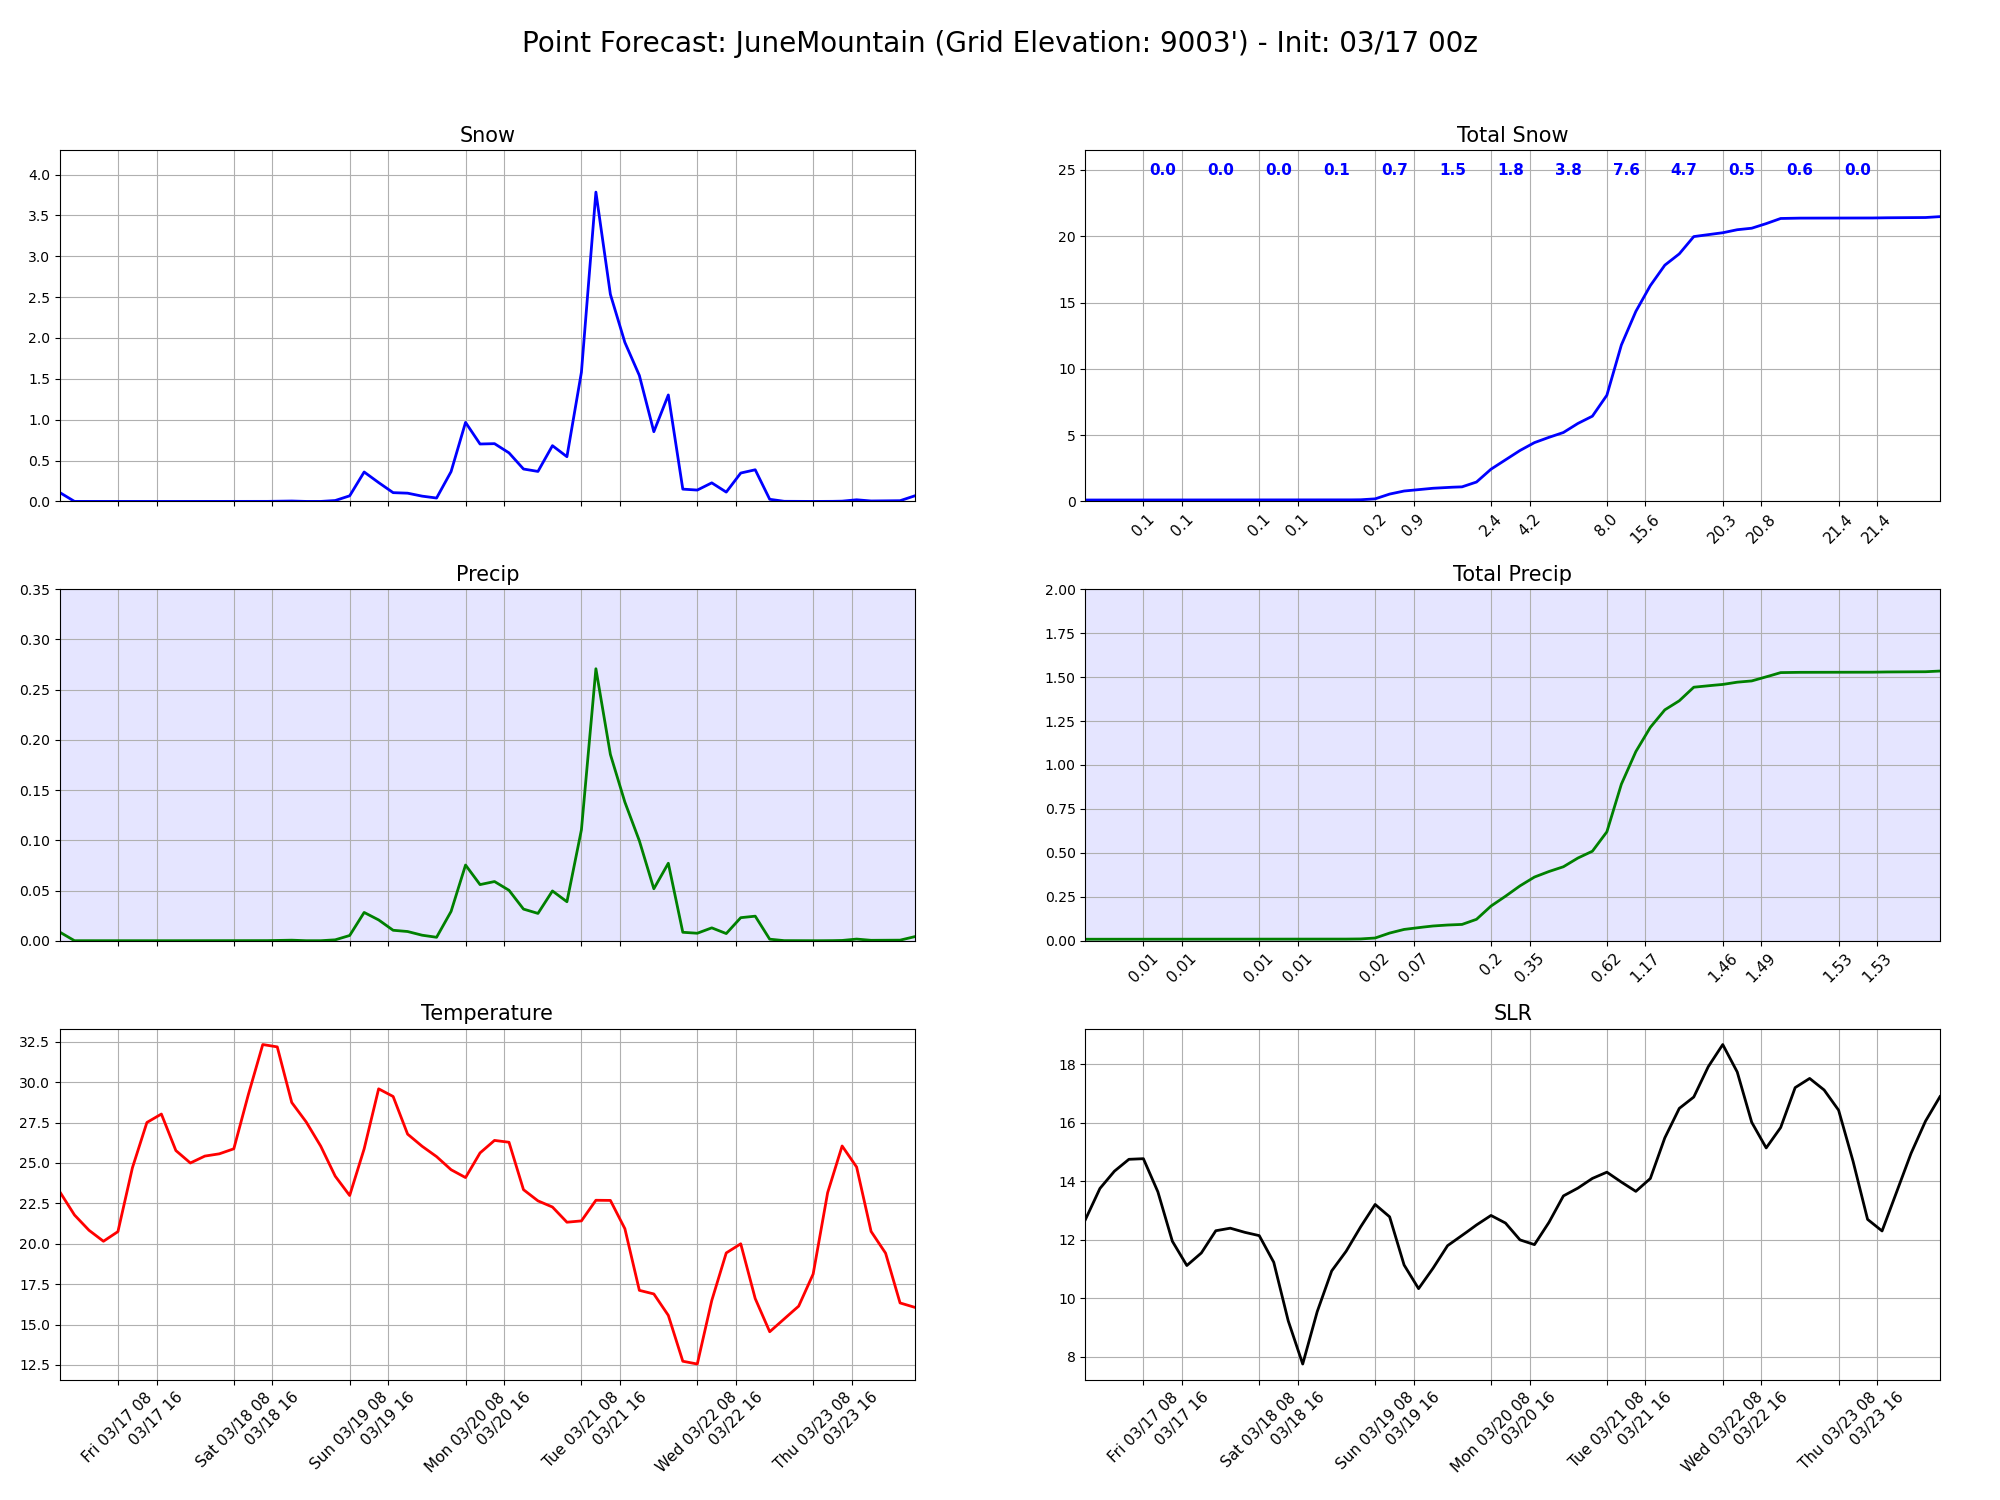 Point Forecast: JuneMountain (Grid Elevation: 9003') - Init: 03/17 00z
Snow
4.0
3.5
3.0
2.5
2.0
1.5
1.0
0.5
0.0
Total Snow
0.0 0.0 0.0 0.1 0.7 1.5 1.8 3.8 7.6 4.7 0.5 0.6 0.0
25
20
15
10
5
0
0.1 0.1 0.1 0.1 0.2 0.9 2.4 4.2 8.0 15.6 20.3 20.8 21.4 21.4
Precip
0.35
0.30
0.25
0.20
0.15
0.10
0.05
0.00
Total Precip
2.00
1.75
1.50
1.25
1.00
0.75
0.50
0.25
0.00
0.01 0.01 0.01 0.01 0.02 0.07 0.2 0.35 0.62 1.17 1.46 1.49 1.53 1.53
Temperature
32.5
30.0
27.5
25.0
22.5
20.0
17.5
15.0
12.5
Fri 03/17 08
03/17 16
Sat 03/18 08
03/18 16
Sun 03/19 08
03/19 16
Mon 03/20 08
03/20 16
Tue 03/21 08
03/21 16
Wed 03/22 08
03/22 16
Thu 03/23 08
03/23 16
SLR
18
16
14
12
10
8
Fri 03/17 08
03/17 16
Sat 03/18 08
03/18 16
Sun 03/19 08
03/19 16
Mon 03/20 08
03/20 16
Tue 03/21 08
03/21 16
Wed 03/22 08
03/22 16
Thu 03/23 08
03/23 16